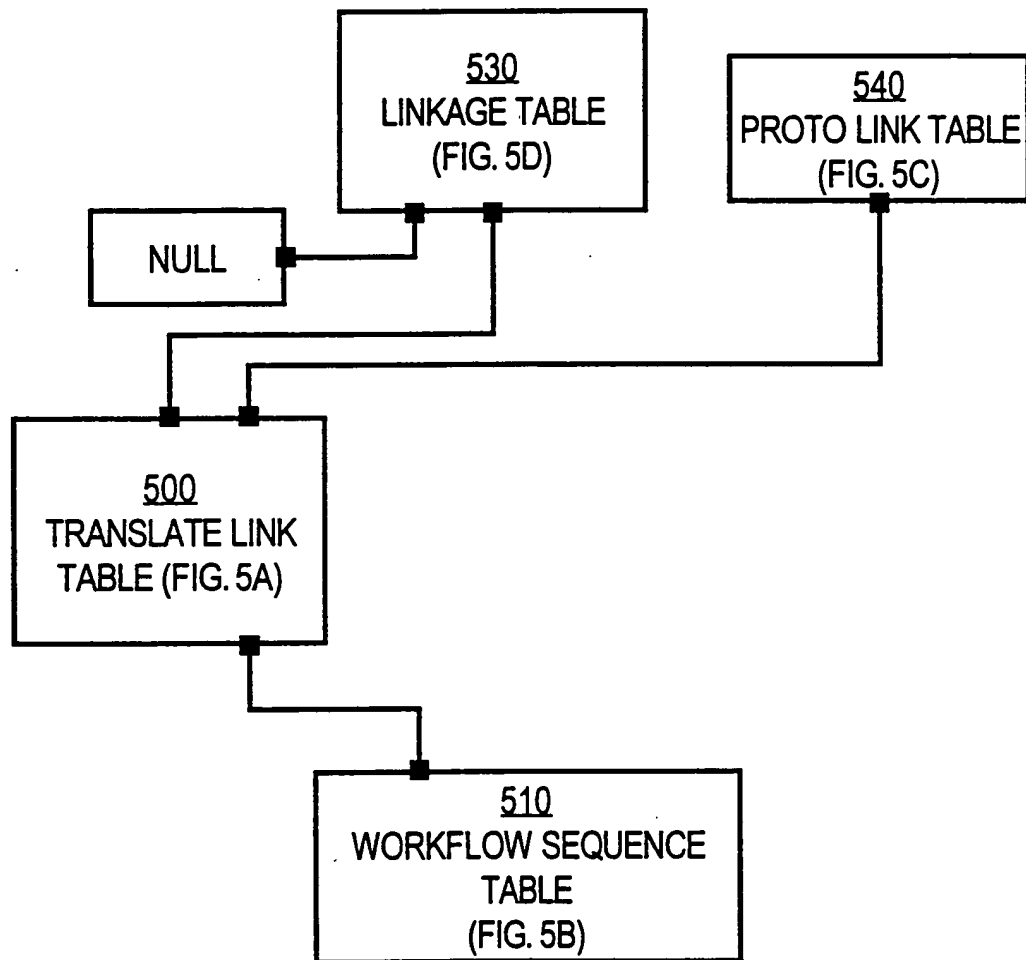 530
LINKAGE TABLE
(FIG. 5D)
540
PROTO LINK TABLE
(FIG. 5C)
NULL
500
TRANSLATE LINK
TABLE (FIG. 5A)
510
WORKFLOW SEQUENCE
TABLE
(FIG. 5B)